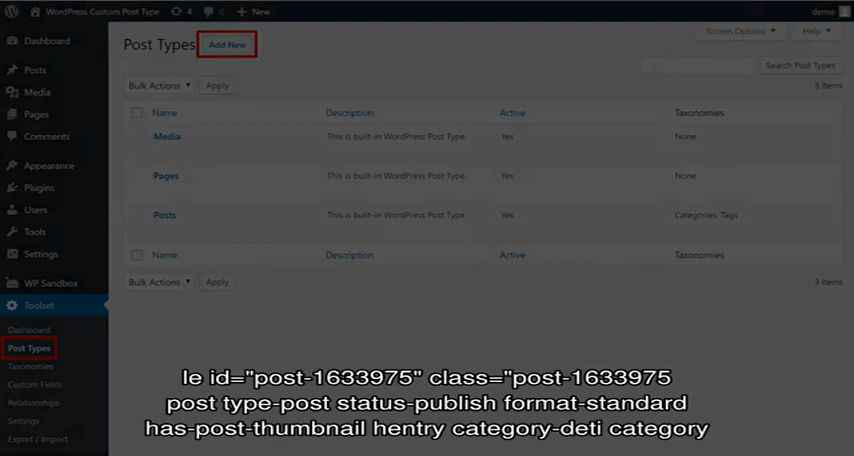 WordPress Custom Post Type 4 0 + New demo
Screen Options ▼ Help ▼
Dashboard
Posts
Media
Pages
Comments
Appearance
Plugins
Users
Tools
Settings
WP Sandbox
Toolset
Dashboard
Post Types
Taxonomies
Custom Fields
Relationships
Settings
Export / Import
Post Types Add New
Search Post Types
Bulk Actions ▼ Apply 3 items
Name Description Active Taxonomies
Media This is built-in WordPress Post Type. Yes None
Pages This is built-in WordPress Post Type. Yes None
Posts This is built-in WordPress Post Type. Yes Categories, Tags
Name Description Active Taxonomies
Bulk Actions ▼ Apply 3 items
le id="post-1633975" class="post-1633975
post type-post status-publish format-standard
has-post-thumbnail hentry category-deti category